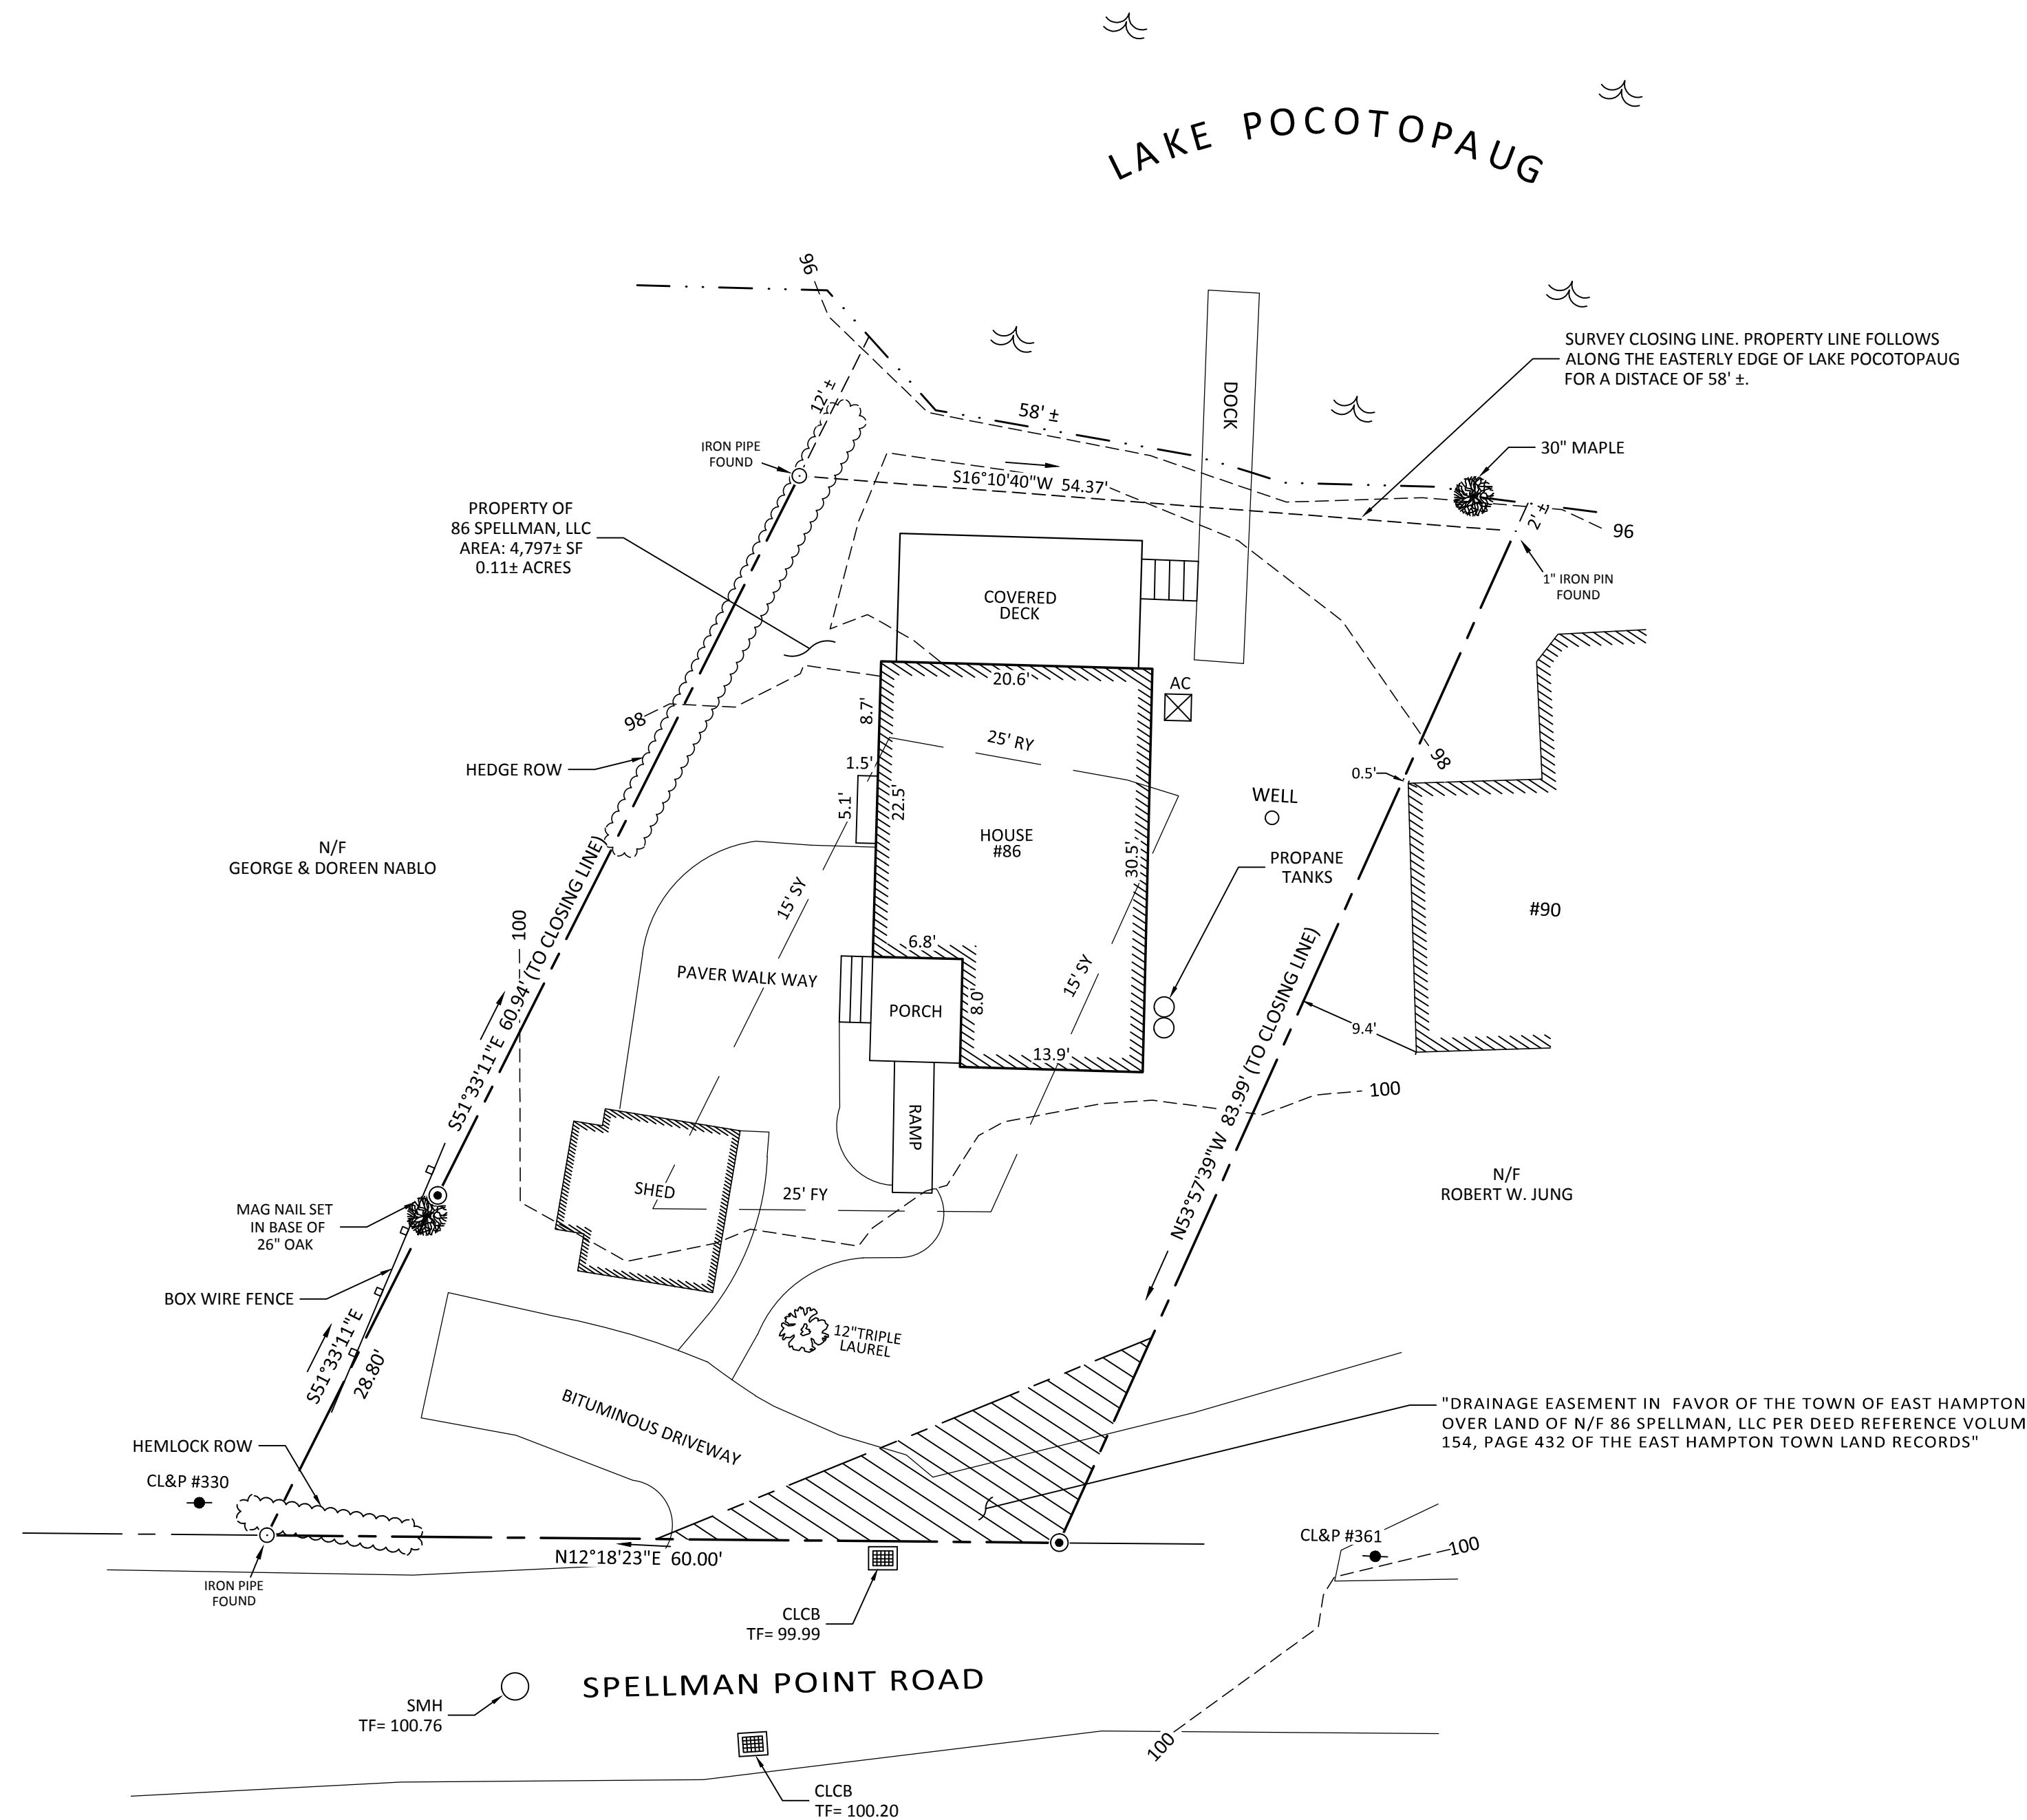 LAKE POCOTOPAUG
96
SURVEY CLOSING LINE. PROPERTY LINE FOLLOWS
ALONG THE EASTERLY EDGE OF LAKE POCOTOPAUG
FOR A DISTACE OF 58' ±.
DOCK
12' ±
58' ±
IRON PIPE
FOUND
30" MAPLE
S16°10'40"W 54.37'
2' ±
96
PROPERTY OF
86 SPELLMAN, LLC
AREA: 4,797± SF
0.11± ACRES
1" IRON PIN
FOUND
COVERED
DECK
20.6'
AC
8.7'
98
25' RY
98
HEDGE ROW
1.5'
0.5'
5.1'
22.5'
WELL
HOUSE
#86
30.5'
PROPANE
TANKS
N/F
GEORGE & DOREEN NABLO
15' SY
#90
100
6.8'
PAVER WALK WAY
15' SY
PORCH
8.0'
9.4'
13.9'
S51°33'11"E 60.94' (TO CLOSING LINE)
N53°57'39"W 83.99' (TO CLOSING LINE)
100
RAMP
SHED
25' FY
N/F
ROBERT W. JUNG
MAG NAIL SET
IN BASE OF
26" OAK
BOX WIRE FENCE
S51°33'11"E
28.80'
12"TRIPLE
LAUREL
BITUMINOUS DRIVEWAY
"DRAINAGE EASEMENT IN FAVOR OF THE TOWN OF EAST HAMPTON
OVER LAND OF N/F 86 SPELLMAN, LLC PER DEED REFERENCE VOLUM
154, PAGE 432 OF THE EAST HAMPTON TOWN LAND RECORDS"
HEMLOCK ROW
CL&P #330
CL&P #361
100
N12°18'23"E 60.00'
IRON PIPE
FOUND
CLCB
TF= 99.99
SPELLMAN POINT ROAD
SMH
TF= 100.76
100
CLCB
TF= 100.20